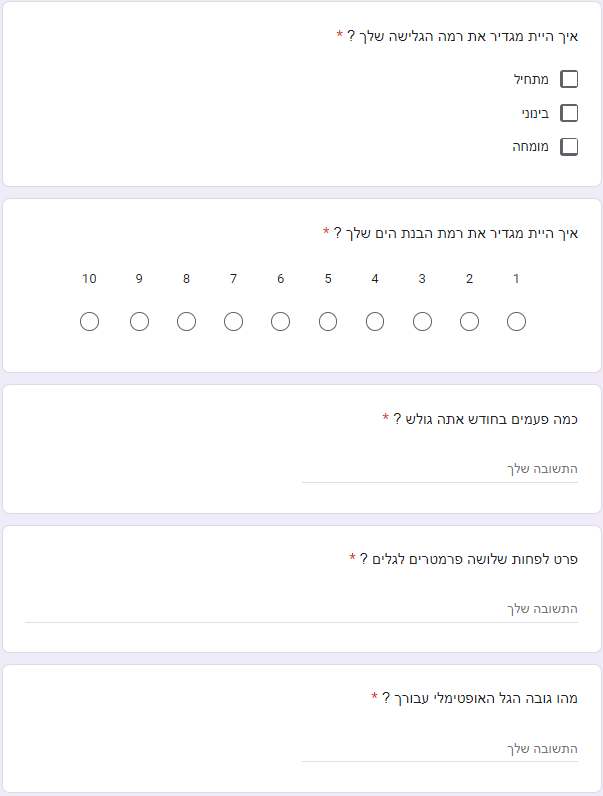 איך היית מגדיר את רמה הגלישה שלך ? *
מתחיל
בינוני
מומחה
איך היית מגדיר את רמת הבנת הים שלך ? *
1 2 3 4 5 6 7 8 9 10
כמה פעמים בחודש אתה גולש ? *
התשובה שלך
פרט לפחות שלושה פרמטרים לגלים ? *
התשובה שלך
מהו גובה הגל האופטימלי עבורך ? *
התשובה שלך